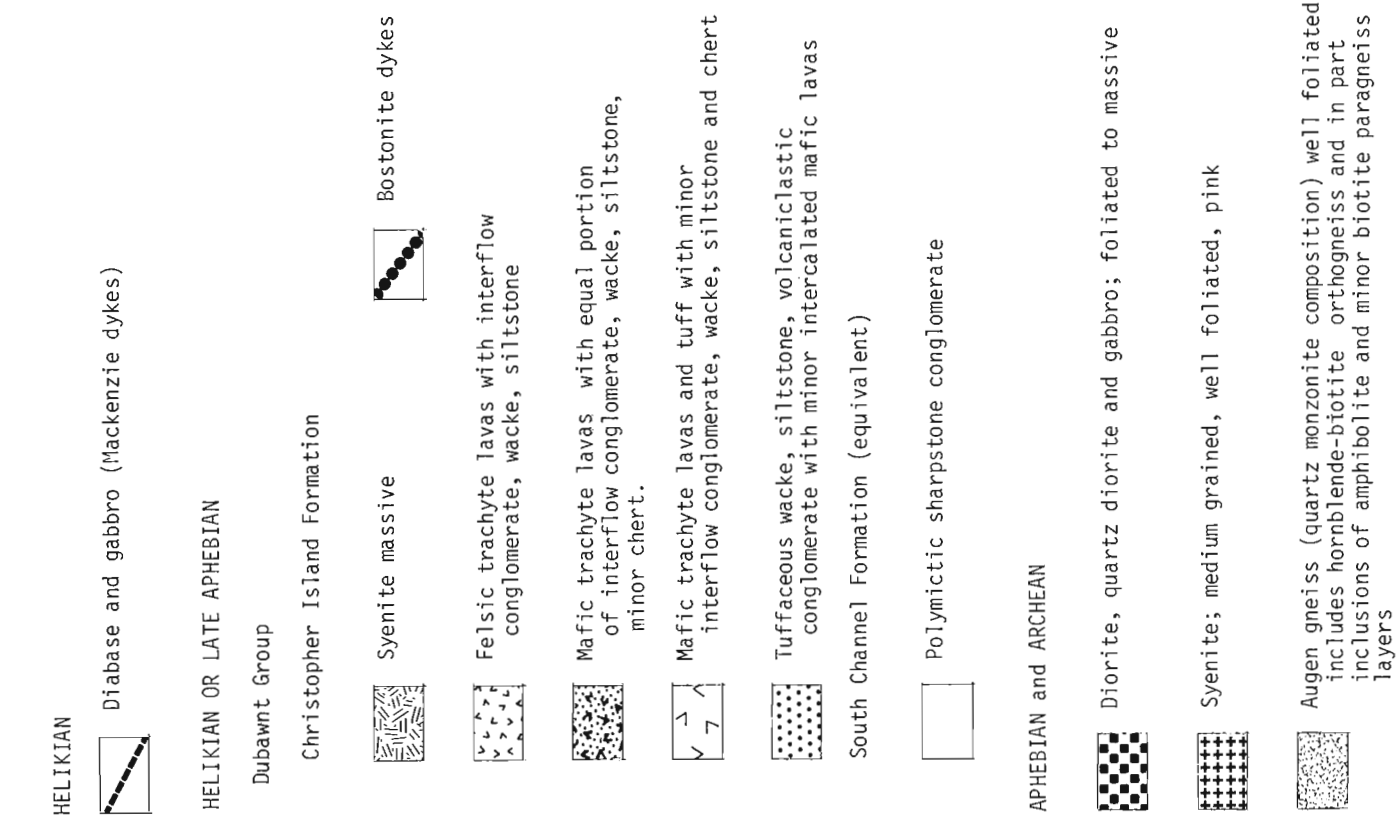 HELIKIAN
Diabase and gabbro (Mackenzie dykes)
HELIKIAN OR LATE APHEBIAN
Dubawnt Group
Christopher Island Formation
Syenite massive
Bostonite dykes
Felsic trachyte lavas with interflow
conglomerate, wacke, siltstone
Mafic trachyte lavas with equal portion
of interflow conglomerate, wacke, siltstone,
minor chert.
Mafic trachyte lavas and tuff with minor
interflow conglomerate, wacke, siltstone and chert
Tuffaceous wacke, siltstone, volcaniclastic
conglomerate with minor intercalated mafic lavas
South Channel Formation (equivalent)
Polymictic sharpstone conglomerate
APHEBIAN and ARCHEAN
Diorite, quartz diorite and gabbro; foliated to massive
Syenite; medium grained, well foliated, pink
Augen gneiss (quartz monzonite composition) well foliated
includes hornblende-biotite orthogneiss and in part
inclusions of amphibolite and minor biotite paragneiss
layers